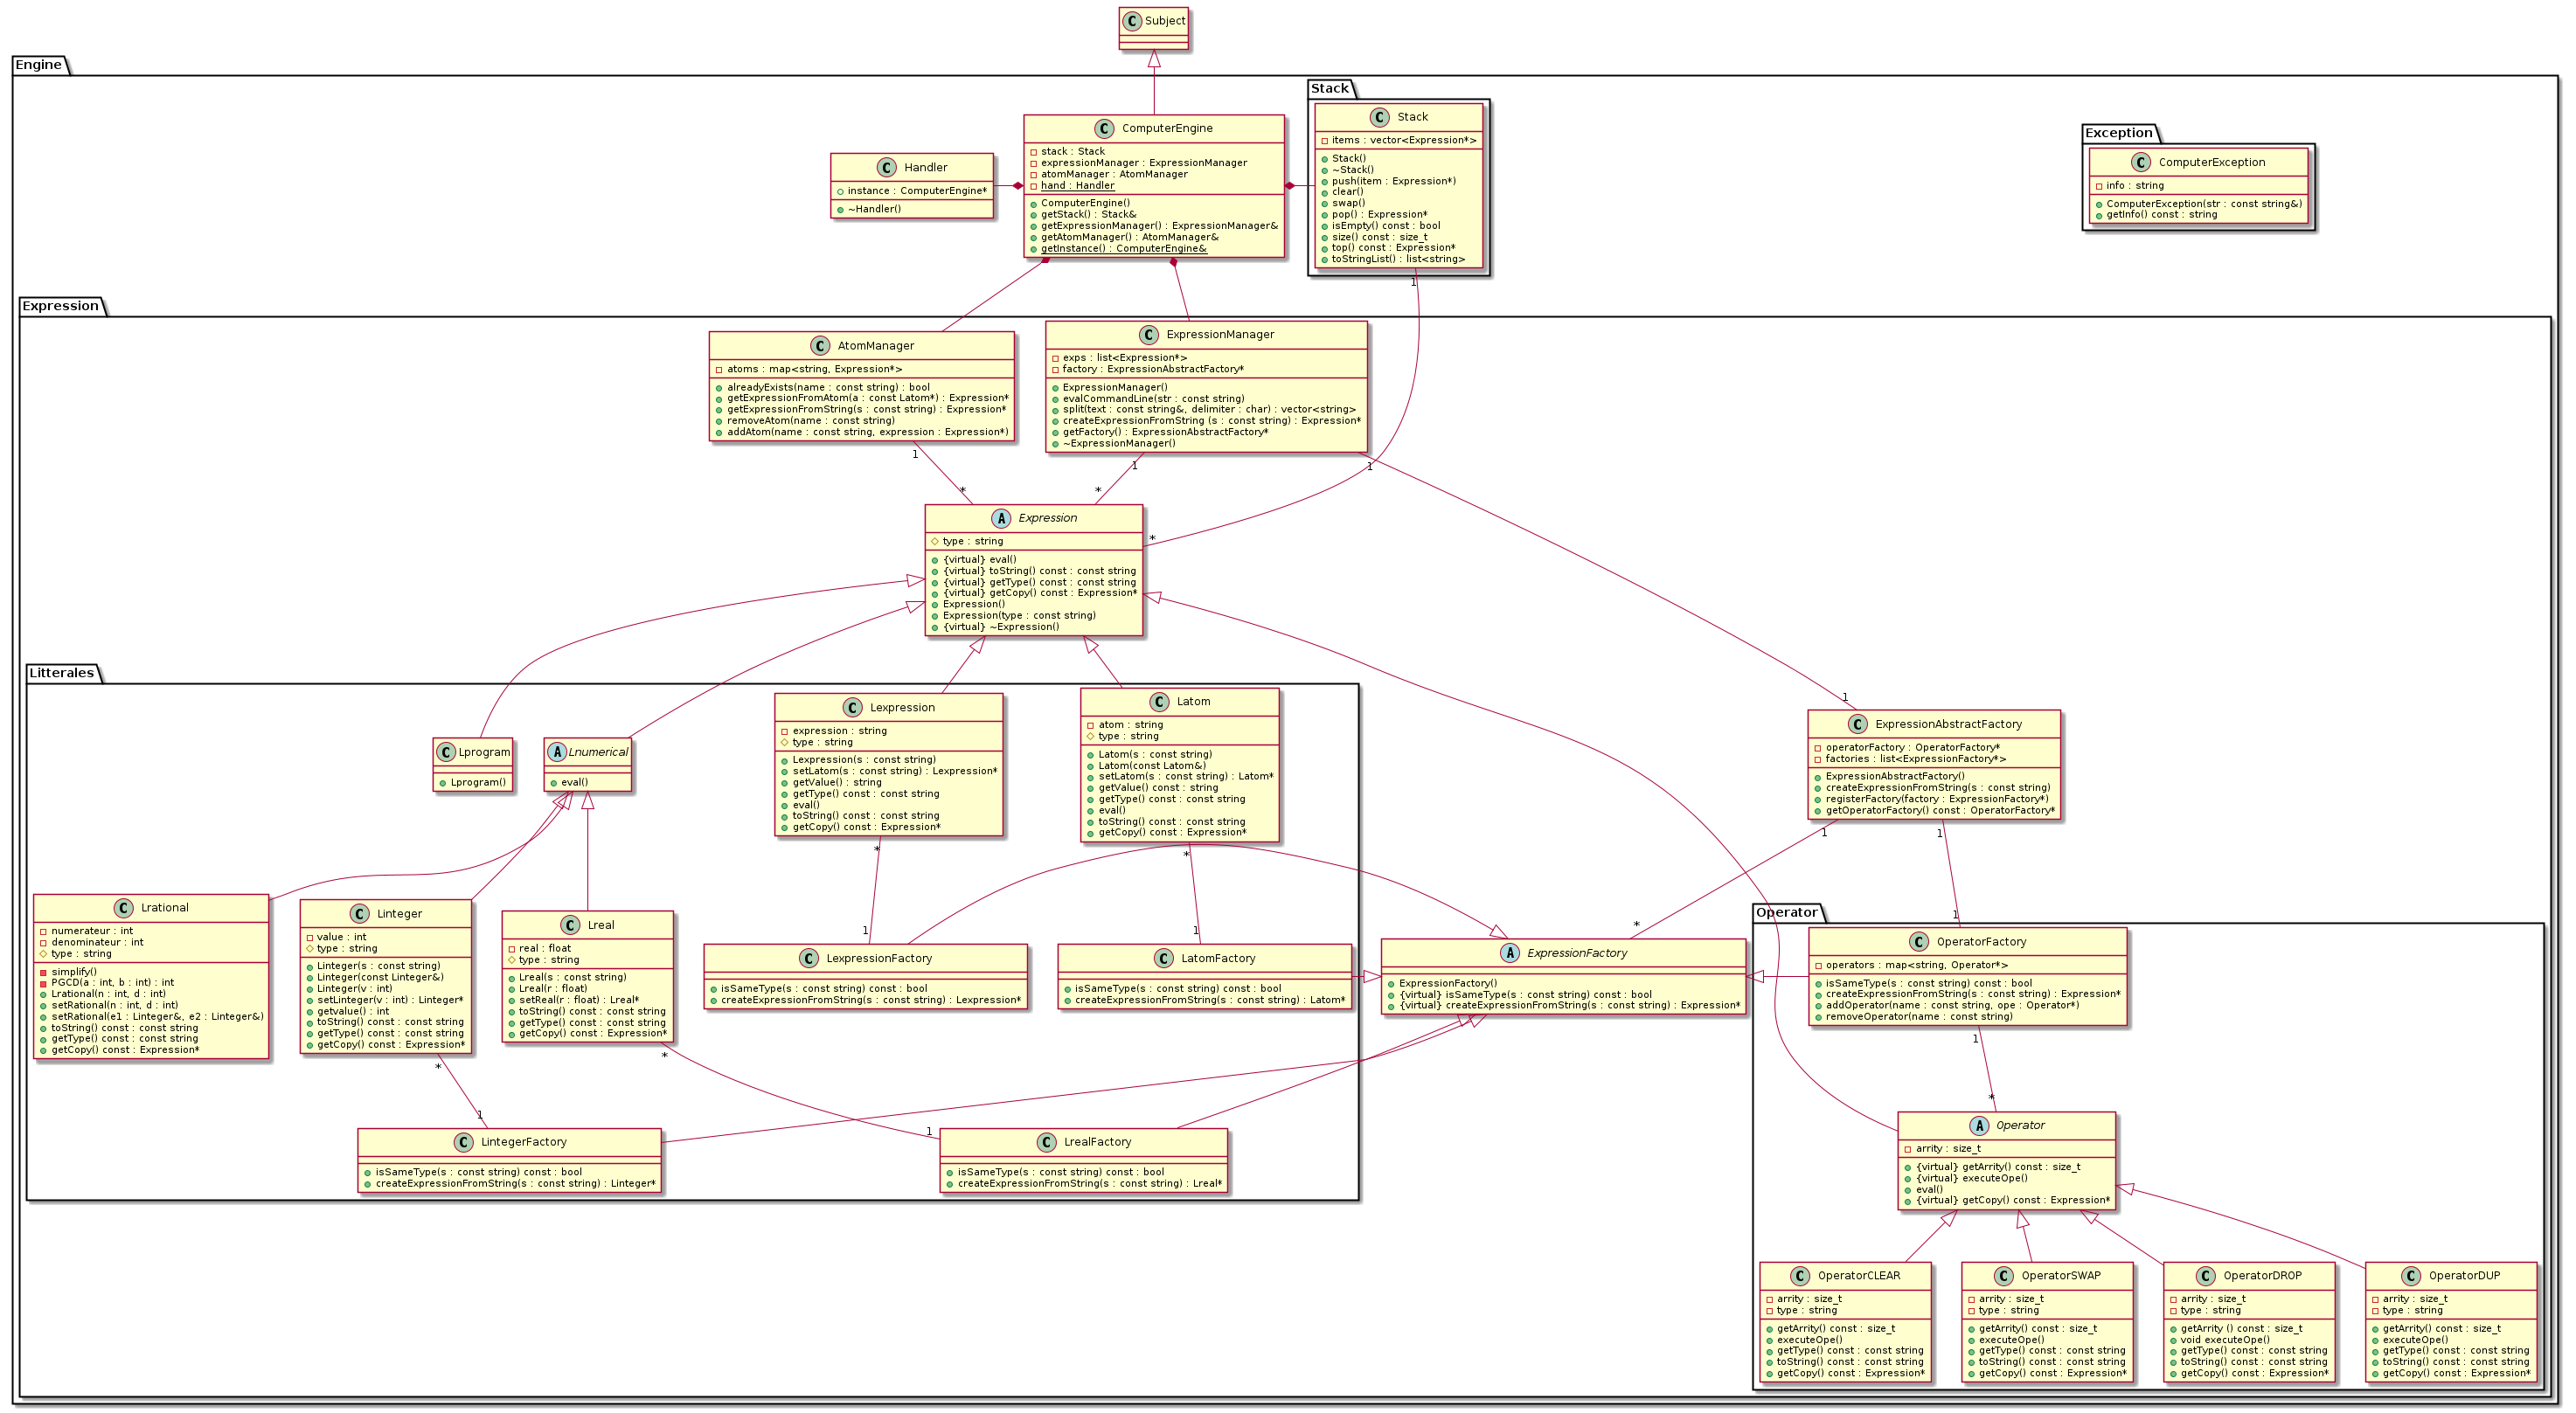 C Subject
Engine
Stack
C Stack
items : vector<Expression*>
Stack()
~Stack()
push(item : Expression*)
clear()
swap()
pop() : Expression*
isEmpty() const : bool
size() const : size_t
top() const : Expression*
toStringList() : list<string>
Exception
C ComputerException
info : string
ComputerException(str : const string&)
getInfo() const : string
C ComputerEngine
stack : Stack
expressionManager : ExpressionManager
atomManager : AtomManager
hand : Handler
ComputerEngine()
getStack() : Stack&
getExpressionManager() : ExpressionManager&
getAtomManager() : AtomManager&
getInstance() : ComputerEngine&
C Handler
instance : ComputerEngine*
~Handler()
1
Expression
C AtomManager
atoms : map<string, Expression*>
alreadyExists(name : const string) : bool
getExpressionFromAtom(a : const Latom*) : Expression*
getExpressionFromString(s : const string) : Expression*
removeAtom(name : const string)
addAtom(name : const string, expression : Expression*)
C ExpressionManager
exps : list<Expression*>
factory : ExpressionAbstractFactory*
ExpressionManager()
evalCommandLine(str : const string)
split(text : const string&, delimiter : char) : vector<string>
createExpressionFromString (s : const string) : Expression*
getFactory() : ExpressionAbstractFactory*
~ExpressionManager()
1
1
1
*
*
*
A Expression
type : string
{virtual} eval()
{virtual} toString() const : const string
{virtual} getType() const : const string
{virtual} getCopy() const : Expression*
Expression()
Expression(type : const string)
{virtual} ~Expression()
Litterales
C Lprogram
Lprogram()
A Lnumerical
eval()
C Lexpression
expression : string
type : string
Lexpression(s : const string)
setLatom(s : const string) : Lexpression*
getValue() : string
getType() const : const string
eval()
toString() const : const string
getCopy() const : Expression*
C Latom
atom : string
type : string
Latom(s : const string)
Latom(const Latom&)
setLatom(s : const string) : Latom*
getValue() const : string
getType() const : const string
eval()
toString() const : const string
getCopy() const : Expression*
1
C ExpressionAbstractFactory
operatorFactory : OperatorFactory*
factories : list<ExpressionFactory*>
ExpressionAbstractFactory()
createExpressionFromString(s : const string)
registerFactory(factory : ExpressionFactory*)
getOperatorFactory() const : OperatorFactory*
*
*
1
1
C Lrational
numerateur : int
denominateur : int
type : string
simplify()
PGCD(a : int, b : int) : int
Lrational(n : int, d : int)
setRational(n : int, d : int)
setRational(e1 : Linteger&, e2 : Linteger&)
toString() const : const string
getType() const : const string
getCopy() const : Expression*
C Linteger
value : int
type : string
Linteger(s : const string)
Linteger(const Linteger&)
Linteger(v : int)
setLinteger(v : int) : Linteger*
getvalue() : int
toString() const : const string
getType() const : const string
getCopy() const : Expression*
C Lreal
real : float
type : string
Lreal(s : const string)
Lreal(r : float)
setReal(r : float) : Lreal*
toString() const : const string
getType() const : const string
getCopy() const : Expression*
1
1
*
1
C LexpressionFactory
isSameType(s : const string) const : bool
createExpressionFromString(s : const string) : Lexpression*
C LatomFactory
isSameType(s : const string) const : bool
createExpressionFromString(s : const string) : Latom*
A ExpressionFactory
ExpressionFactory()
{virtual} isSameType(s : const string) const : bool
{virtual} createExpressionFromString(s : const string) : Expression*
Operator
C OperatorFactory
operators : map<string, Operator*>
isSameType(s : const string) const : bool
createExpressionFromString(s : const string) : Expression*
addOperator(name : const string, ope : Operator*)
removeOperator(name : const string)
*
*
1
1
1
*
C LintegerFactory
isSameType(s : const string) const : bool
createExpressionFromString(s : const string) : Linteger*
C LrealFactory
isSameType(s : const string) const : bool
createExpressionFromString(s : const string) : Lreal*
A Operator
arrity : size_t
{virtual} getArrity() const : size_t
{virtual} executeOpe()
eval()
{virtual} getCopy() const : Expression*
C OperatorCLEAR
arrity : size_t
type : string
getArrity() const : size_t
executeOpe()
getType() const : const string
toString() const : const string
getCopy() const : Expression*
C OperatorSWAP
arrity : size_t
type : string
getArrity() const : size_t
executeOpe()
getType() const : const string
toString() const : const string
getCopy() const : Expression*
C OperatorDROP
arrity : size_t
type : string
getArrity () const : size_t
void executeOpe()
getType() const : const string
toString() const : const string
getCopy() const : Expression*
C OperatorDUP
arrity : size_t
type : string
getArrity() const : size_t
executeOpe()
getType() const : const string
toString() const : const string
getCopy() const : Expression*